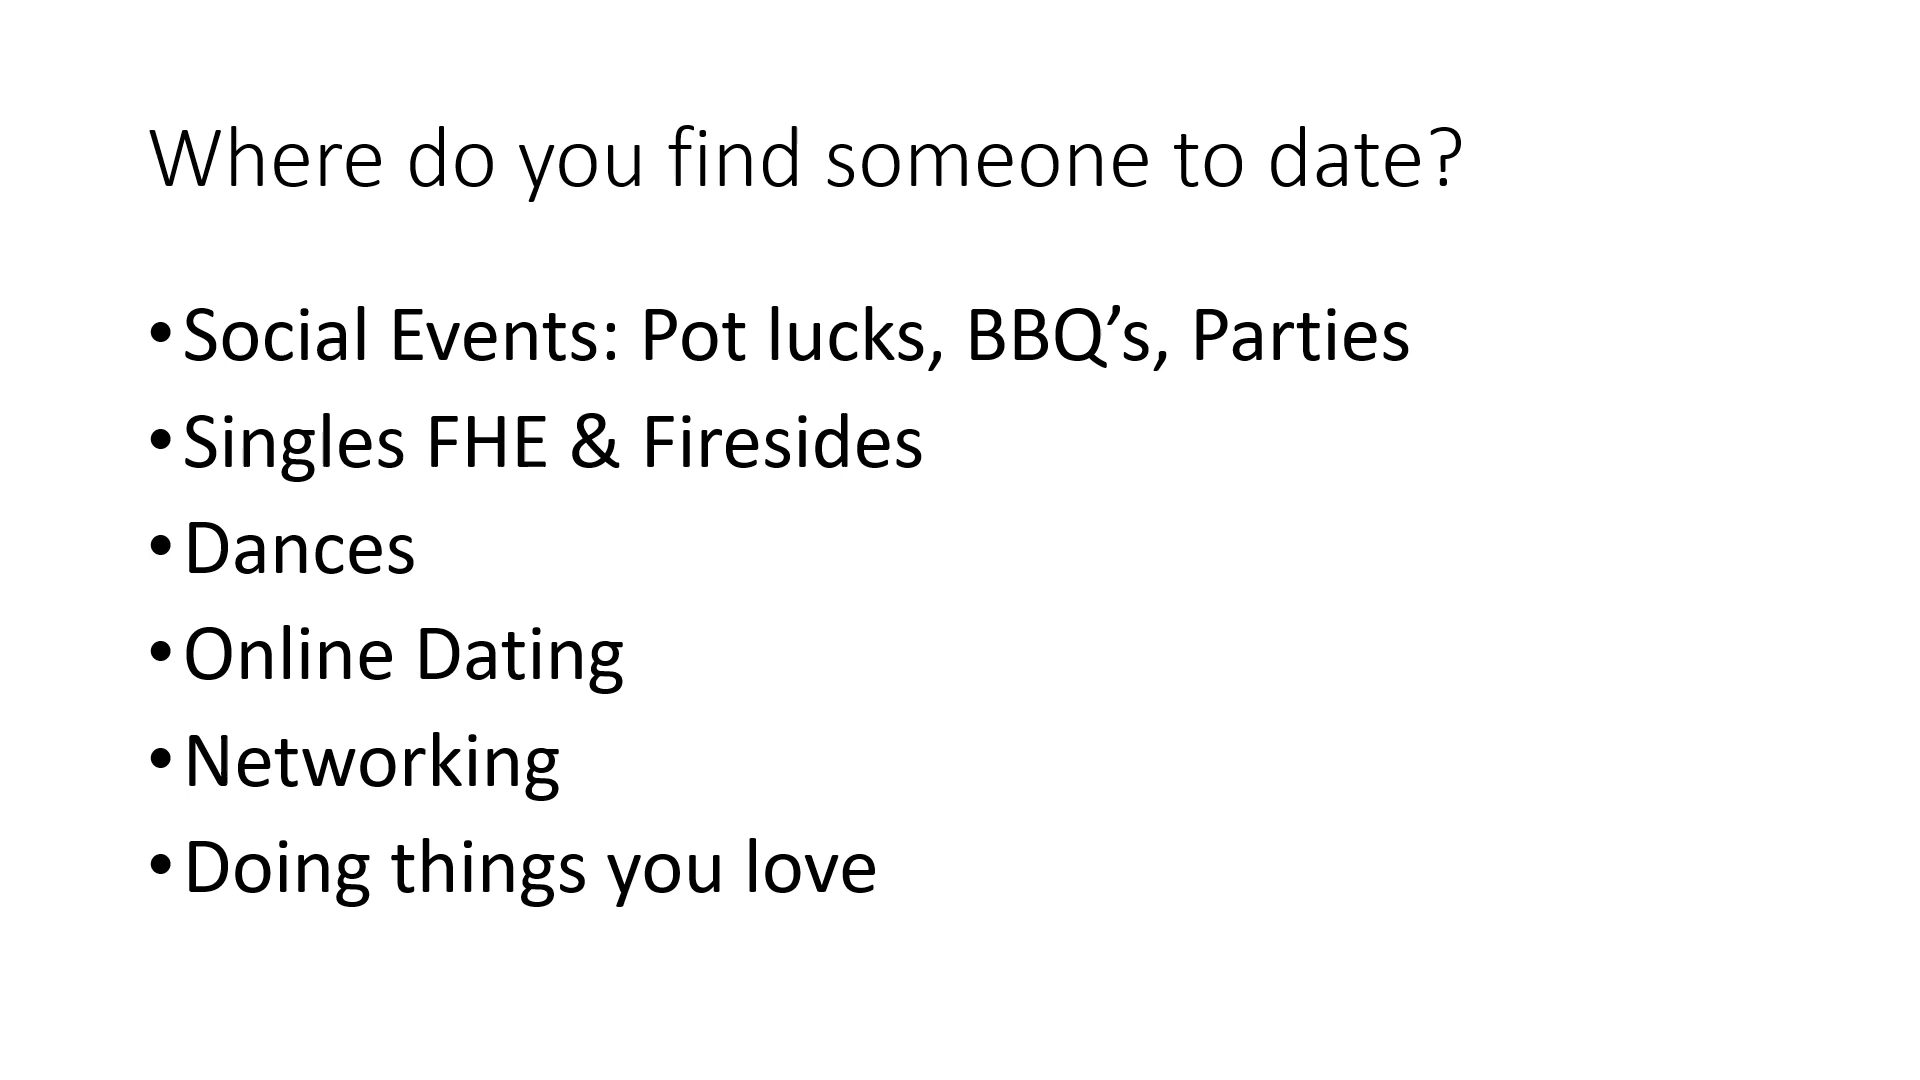 Where do you find someone to date?
•Social Events: Pot lucks, BBQ’s, Parties
•Singles FHE & Firesides
•Dances
•Online Dating
•Networking
•Doing things you love